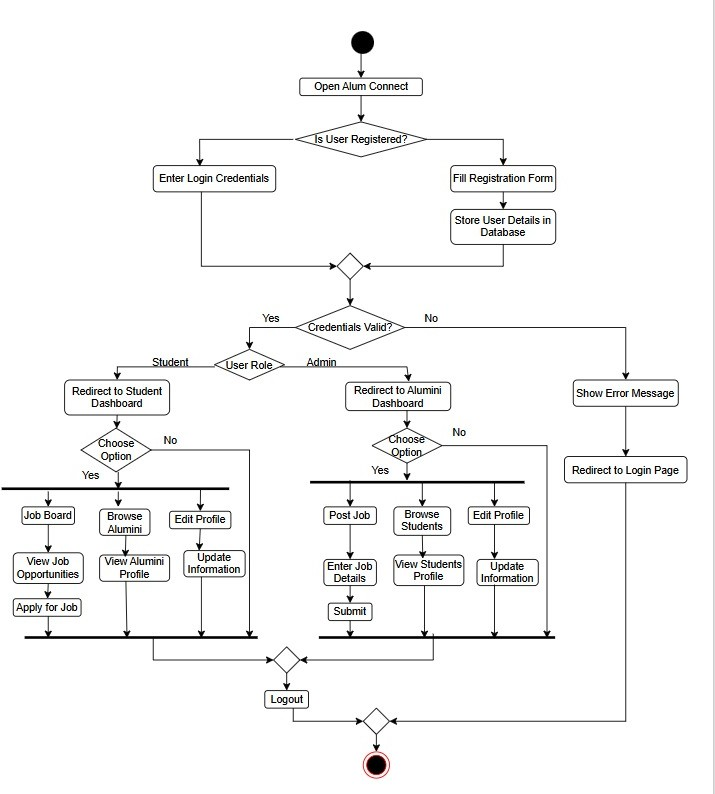 Open Alum Connect
Is User Registered?
Enter Login Credentials
Fill Registration Form
Store User Details in
Database
Yes
Credentials Valid?
No
Student
User Role
Admin
Redirect to Student
Dashboard
Redirect to Alumini
Dashboard
Show Error Message
Choose
Option
No
Yes
Choose
Option
No
Yes
Redirect to Login Page
Job Board
Browse
Alumini
Edit Profile
Post Job
Browse
Students
Edit Profile
View Job
Opportunities
View Alumini
Profile
Update
Information
Enter Job
Details
View Students
Profile
Update
Information
Apply for Job
Submit
Logout